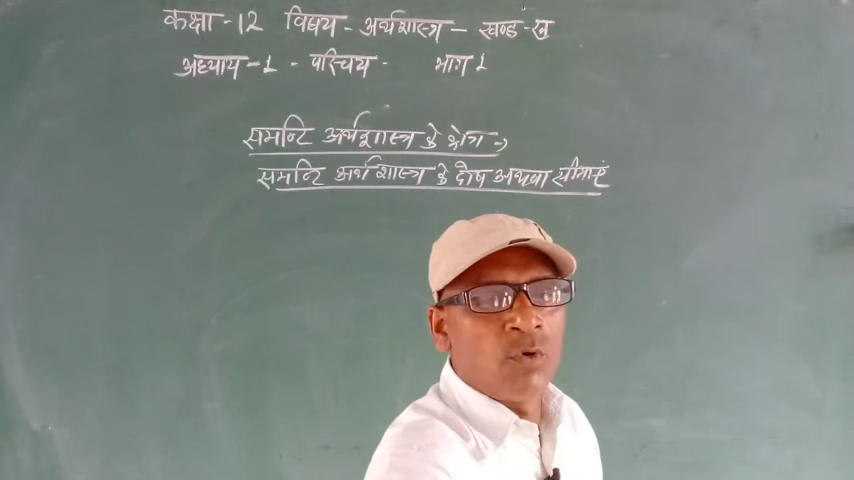 कक्षा -12 विषय - अर्थशास्त्र - खण्ड-ख
अध्याय -1 - परिचय - भाग 1
समष्टि अर्थशास्त्र के क्षेत्र →
समष्टि अर्थशास्त्र के दोष अथवा सीमाएं